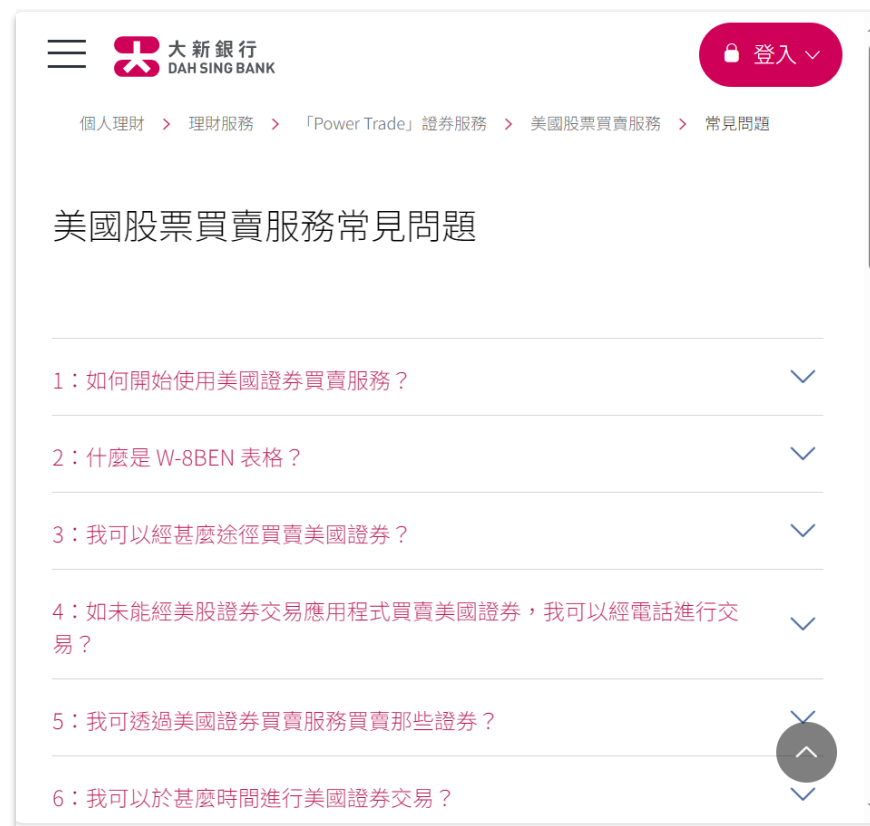 大新銀行
DAH SING BANK
登入
個人理財 > 理財服務 > 「Power Trade」證券服務 > 美國股票買賣服務 > 常見問題
美國股票買賣服務常見問題
1：如何開始使用美國證券買賣服務？
2：什麼是 W-8BEN 表格？
3：我可以經甚麼途徑買賣美國證券？
4：如未能經美股證券交易應用程式買賣美國證券，我可以經電話進行交
易？
5：我可透過美國證券買賣服務買賣那些證券？
6：我可以於甚麼時間進行美國證券交易？